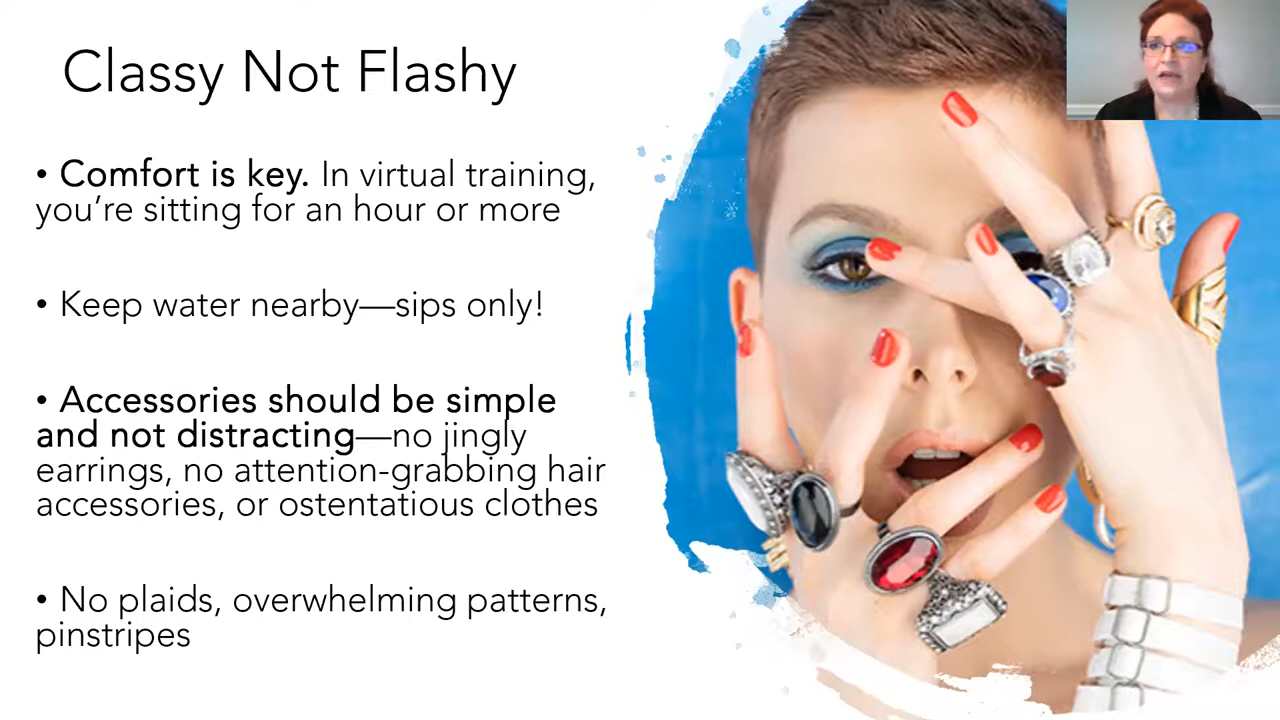 Classy Not Flashy
• Comfort is key. In virtual training,
you’re sitting for an hour or more
• Keep water nearby—sips only!
• Accessories should be simple
and not distracting—no jingly
earrings, no attention-grabbing hair
accessories, or ostentatious clothes
• No plaids, overwhelming patterns,
pinstripes